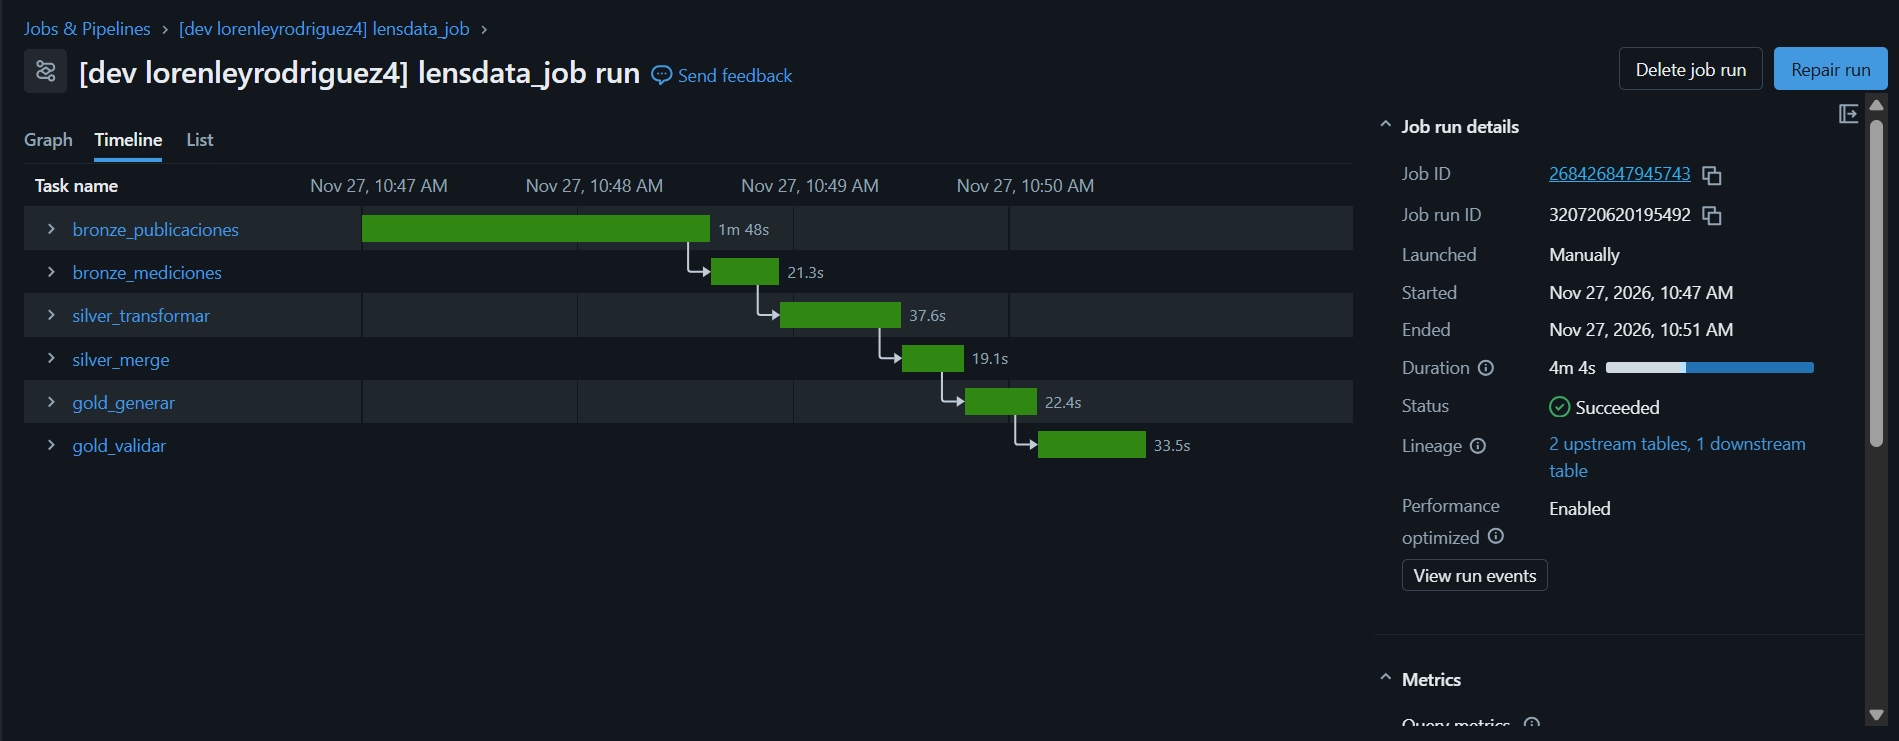 Jobs & Pipelines > [dev lorenleyrodriguez4] lensdata_job >
[dev lorenleyrodriguez4] lensdata_job run Send feedback
Delete job run Repair run
Graph Timeline List
Task name Nov 27, 10:47 AM Nov 27, 10:48 AM Nov 27, 10:49 AM Nov 27, 10:50 AM
bronze_publicaciones 1m 48s
bronze_mediciones 21.3s
silver_transformar 37.6s
silver_merge 19.1s
gold_generar 22.4s
gold_validar 33.5s
Job run details
Job ID 268426847945743
Job run ID 320720620195492
Launched Manually
Started Nov 27, 2026, 10:47 AM
Ended Nov 27, 2026, 10:51 AM
Duration 4m 4s
Status Succeeded
Lineage 2 upstream tables, 1 downstream
table
Performance Enabled
optimized
View run events
Metrics
Query metrics